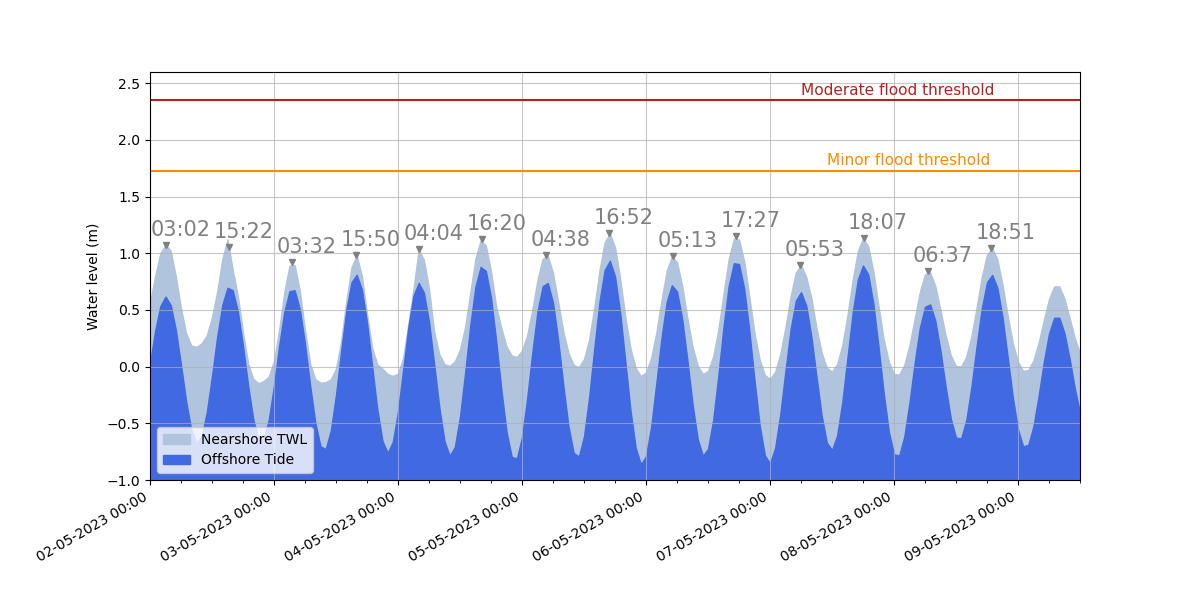 2.5
Moderate flood threshold
2.0
Minor flood threshold
1.5
03:02 15:22 03:32 15:50 04:04 16:20 04:38 16:52 05:13 17:27 05:53 18:07 06:37 18:51
1.0
0.5
0.0
−0.5
−1.0
Water level (m)
Nearshore TWL
Offshore Tide
02-05-2023 00:00 03-05-2023 00:00 04-05-2023 00:00 05-05-2023 00:00 06-05-2023 00:00 07-05-2023 00:00 08-05-2023 00:00 09-05-2023 00:00